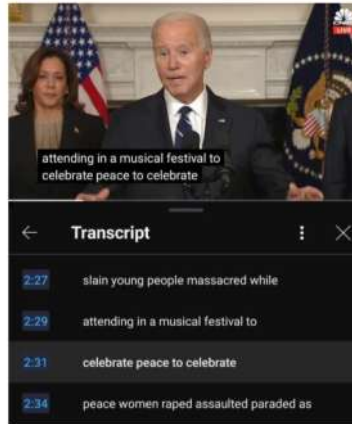 CNBC
LIVE
attending in a musical festival to
celebrate peace to celebrate
Transcript
2:27 slain young people massacred while
2:29 attending in a musical festival to
2:31 celebrate peace to celebrate
2:34 peace women raped assaulted paraded as